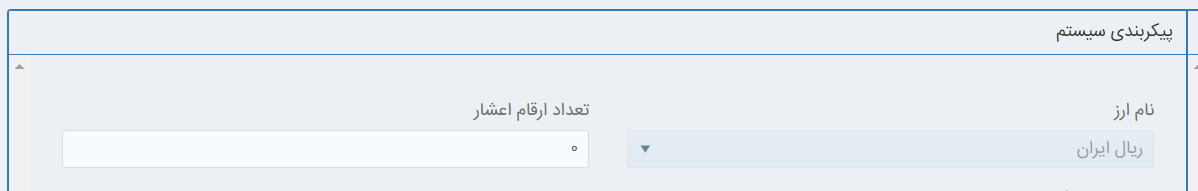 پیکربندی سیستم
نام ارز
تعداد ارقام اعشار
ریال ایران
۰